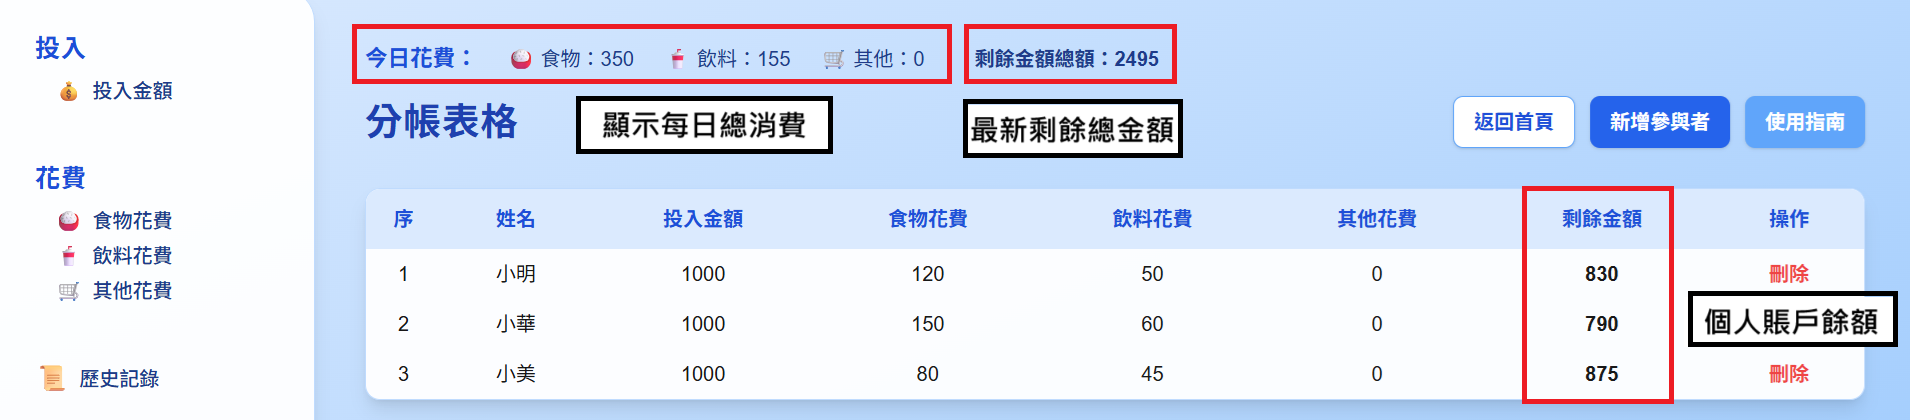 投入
投入金額
花費
食物花費
飲料花費
其他花費
歷史記錄
今日花費： 食物：350 飲料：155 其他：0 剩餘金額總額：2495
分帳表格 顯示每日總消費 最新剩餘總金額 返回首頁 新增參與者 使用指南
序 姓名 投入金額 食物花費 飲料花費 其他花費 剩餘金額 操作
1 小明 1000 120 50 0 830 刪除
2 小華 1000 150 60 0 790 個人賬戶餘額
3 小美 1000 80 45 0 875 刪除